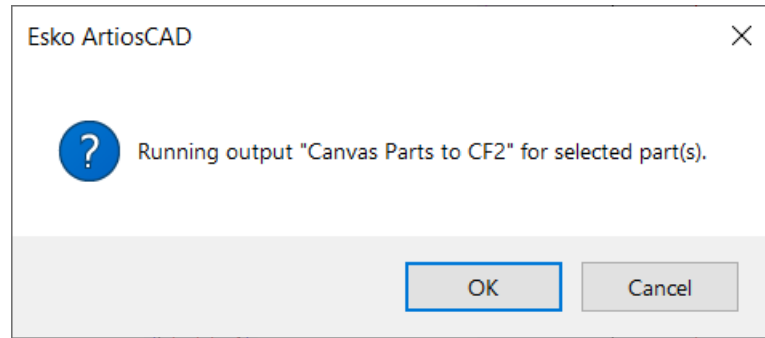 Esko ArtiosCAD
Running output "Canvas Parts to CF2" for selected part(s).
OK
Cancel